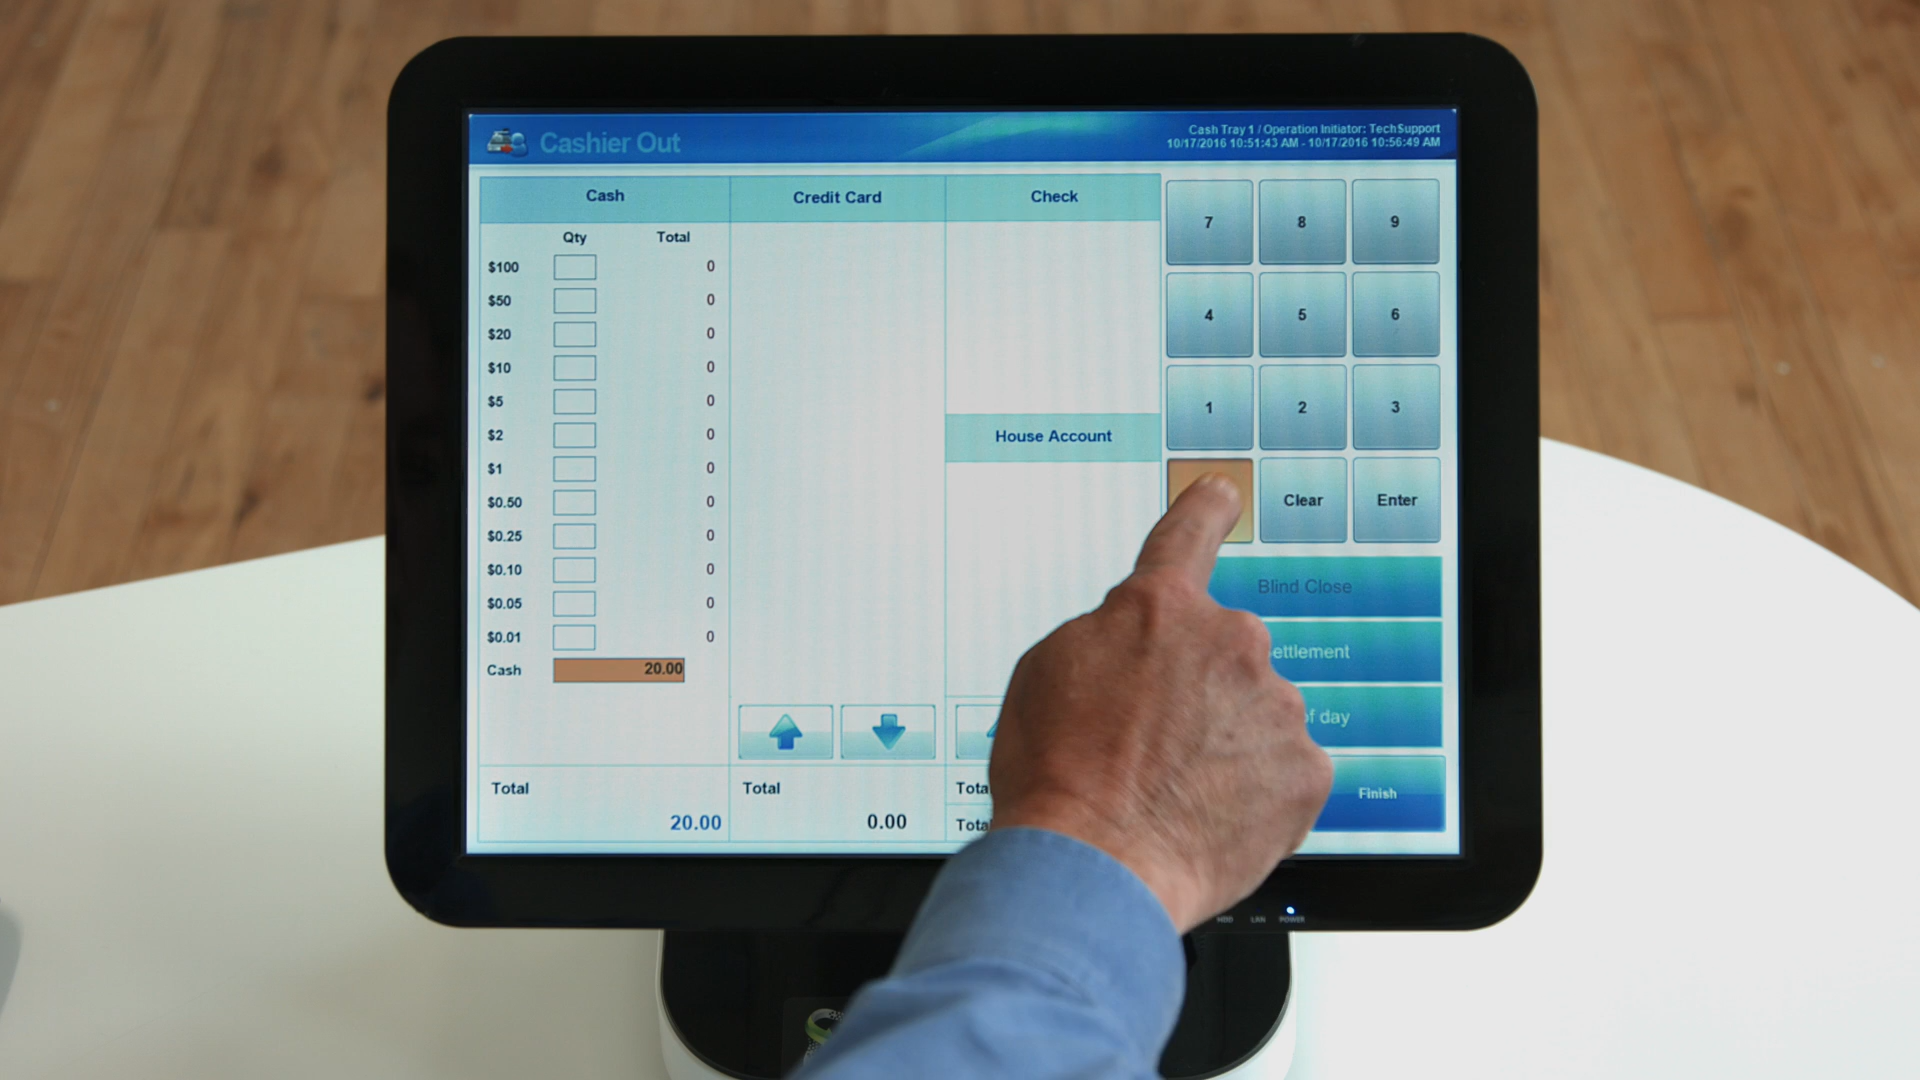 Cashier Out
Cash Tray 1 / Operation Initiator: TechSupport
10/17/2016 10:51:43 AM - 10/17/2016 10:56:49 AM
Cash
Credit Card
Check
Qty Total
$100 0
$50 0
$20 0
$10 0
$5 0
$2 0
$1 0
$0.50 0
$0.25 0
$0.10 0
$0.05 0
$0.01 0
Cash 20.00
Total
20.00
Total
0.00
House Account
Tota
Tota
7 8 9
4 5 6
1 2 3
Clear Enter
Blind Close
ettlement
of day
Finish
HDD LAN POWER